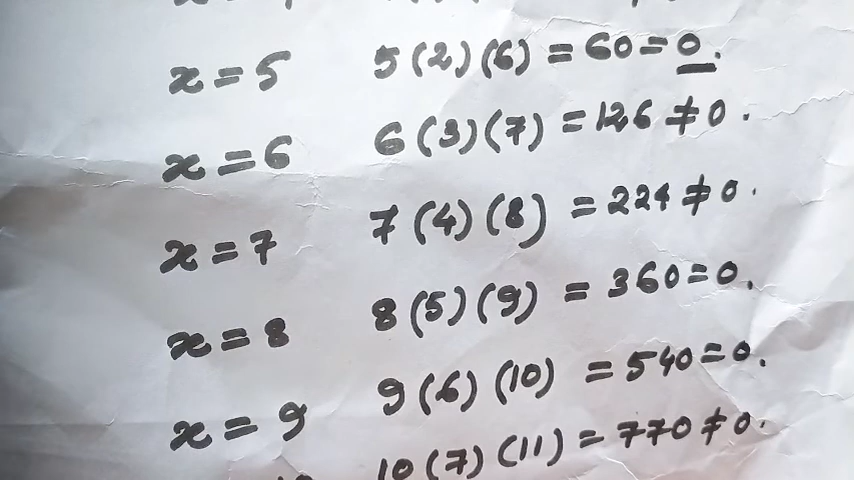 x = 5 5(2)(6) = 60 = 0.
x = 6 6(3)(7) = 126 ≠ 0.
x = 7 7(4)(8) = 224 ≠ 0.
x = 8 8(5)(9) = 360 = 0.
x = 9 9(6)(10) = 540 = 0.
10(7)(11) = 770 ≠ 0.